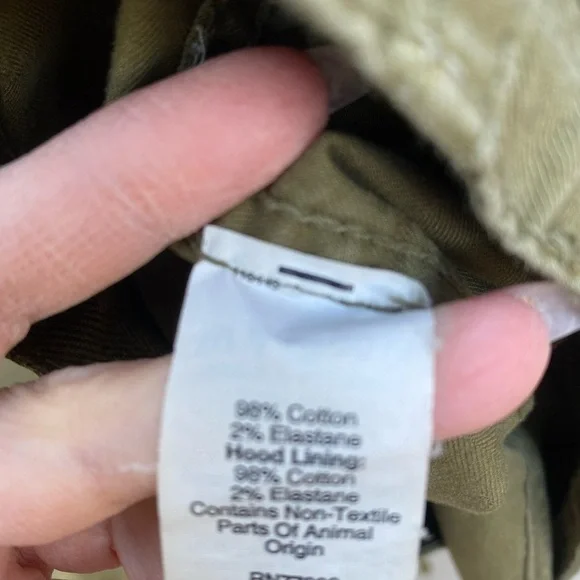 98% Cotton
2% Elastane
Hood Lining:
98% Cotton
2% Elastane
Contains Non-Textile
Parts Of Animal
Origin